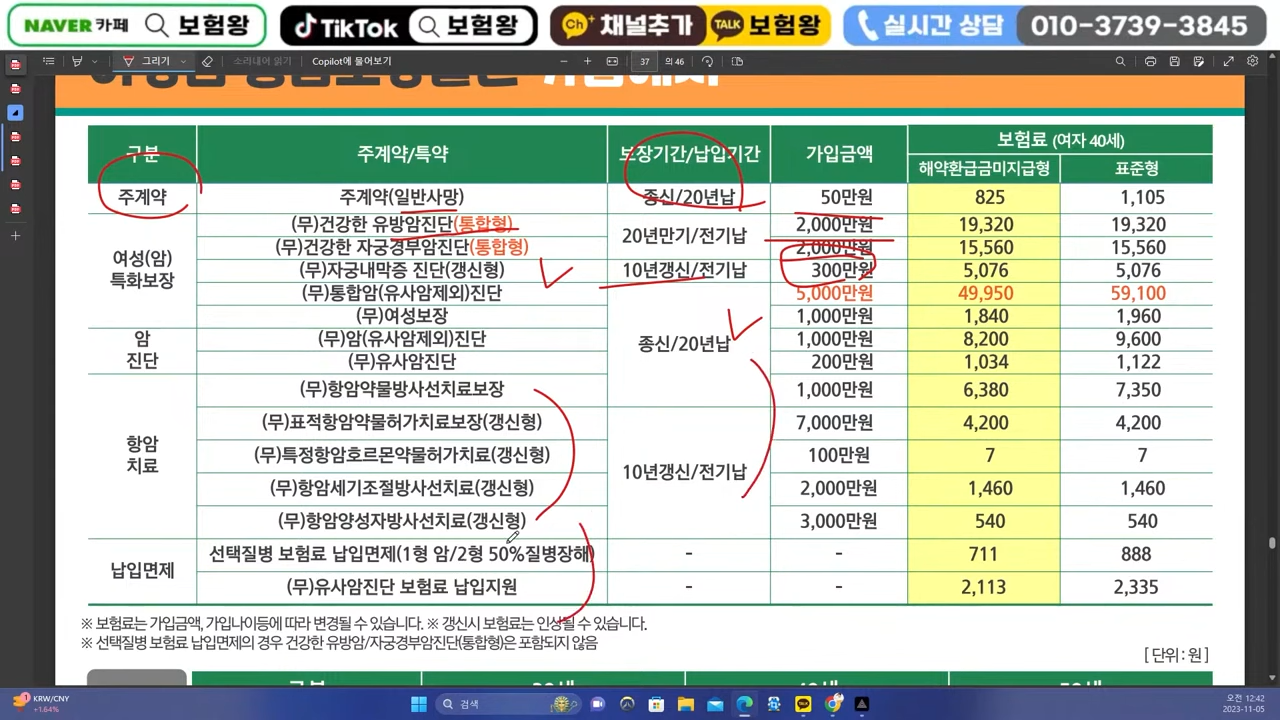 NAVER 카페 보험왕 TikTok 보험왕 Ch+ 채널추가 TALK 보험왕 실시간 상담 010-3739-3845
그리기 소리내어 읽기 Copilot에 물어보기 37 의 46
구분 주계약/특약 보장기간/납입기간 가입금액 보험료 (여자 40세)
해약환급금미지급형 표준형
주계약 주계약(일반사망) 종신/20년납 50만원 825 1,105
여성(암)
특화보장
(무)건강한 유방암진단(통합형) 20년만기/전기납 2,000만원 19,320 19,320
(무)건강한 자궁경부암진단(통합형) 2,000만원 15,560 15,560
(무)자궁내막증 진단(갱신형) 10년갱신/전기납 300만원 5,076 5,076
(무)통합암(유사암제외)진단 종신/20년납 5,000만원 49,950 59,100
(무)여성보장 1,000만원 1,840 1,960
암
진단
(무)암(유사암제외)진단 1,000만원 8,200 9,600
(무)유사암진단 200만원 1,034 1,122
항암
치료
(무)항암약물방사선치료보장 1,000만원 6,380 7,350
(무)표적항암약물허가치료보장(갱신형) 10년갱신/전기납 7,000만원 4,200 4,200
(무)특정항암호르몬약물허가치료(갱신형) 100만원 7 7
(무)항암세기조절방사선치료(갱신형) 2,000만원 1,460 1,460
(무)항암양성자방사선치료(갱신형) 3,000만원 540 540
납입면제
선택질병 보험료 납입면제(1형 암/2형 50%질병장해) - - 711 888
(무)유사암진단 보험료 납입지원 - - 2,113 2,335
※ 보험료는 가입금액, 가입나이등에 따라 변경될 수 있습니다. ※ 갱신시 보험료는 인상될 수 있습니다.
※ 선택질병 보험료 납입면제의 경우 건강한 유방암/자궁경부암진단(통합형)은 포함되지 않음
[ 단위 : 원 ]
KRW/CNY
+1.64%
검색
오전 12:42
2023-11-05